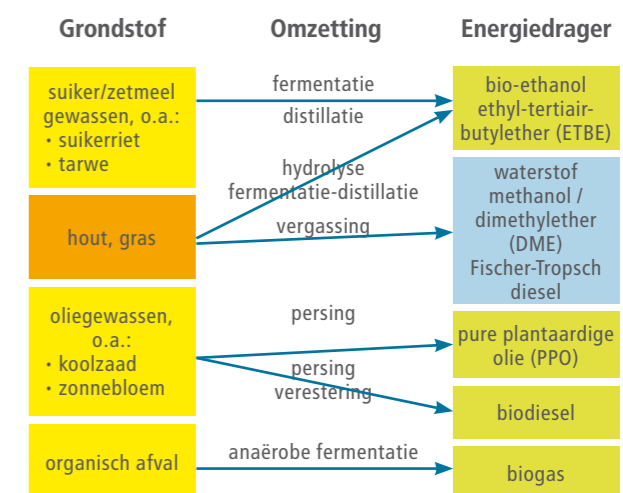 Grondstof
Omzetting
Energiedrager
suiker/zetmeel
gewassen, o.a.:
· suikerriet
· tarwe
fermentatie
distillatie
bio-ethanol
ethyl-tertiair-
butylether (ETBE)
hout, gras
hydrolyse
fermentatie-distillatie
vergassing
waterstof
methanol /
dimethylether
(DME)
Fischer-Tropsch
diesel
oliegewassen,
o.a.:
· koolzaad
· zonnebloem
persing
persing
verestering
pure plantaardige
olie (PPO)
biodiesel
organisch afval
anaërobe fermentatie
biogas